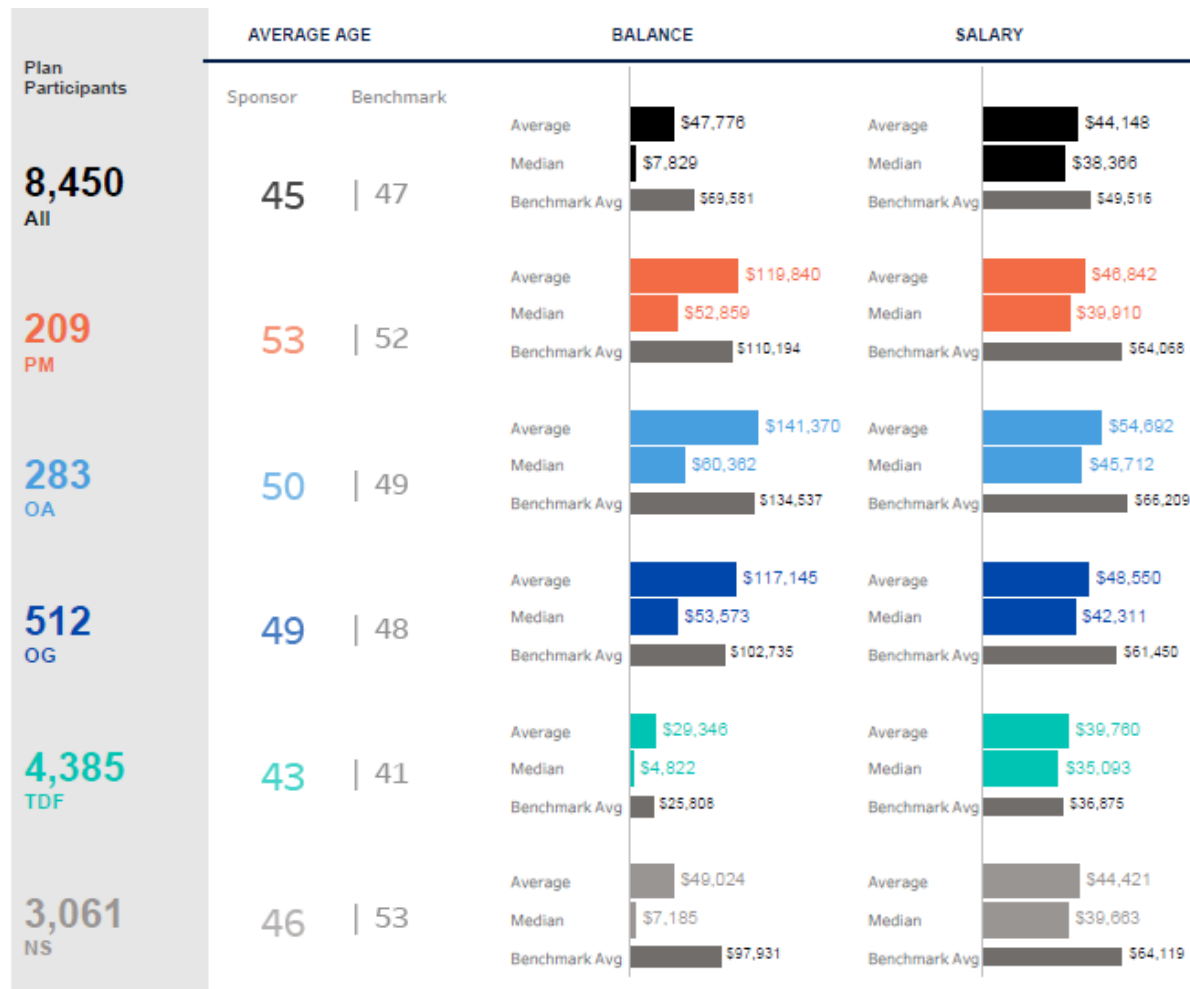 AVERAGE AGE BALANCE SALARY
Plan
Participants
Sponsor Benchmark
8,450
All
45 | 47
Average $47,776
Median $7,829
Benchmark Avg $69,581
Average $44,148
Median $38,366
Benchmark Avg $49,516
209
PM
53 | 52
Average $119,840
Median $52,859
Benchmark Avg $110,194
Average $46,842
Median $39,910
Benchmark Avg $64,068
283
OA
50 | 49
Average $141,370
Median $60,362
Benchmark Avg $134,537
Average $54,692
Median $45,712
Benchmark Avg $66,209
512
OG
49 | 48
Average $117,145
Median $53,573
Benchmark Avg $102,735
Average $48,550
Median $42,311
Benchmark Avg $61,450
4,385
TDF
43 | 41
Average $29,346
Median $4,822
Benchmark Avg $25,808
Average $39,760
Median $35,093
Benchmark Avg $36,875
3,061
NS
46 | 53
Average $49,024
Median $7,185
Benchmark Avg $97,931
Average $44,421
Median $39,663
Benchmark Avg $64,119